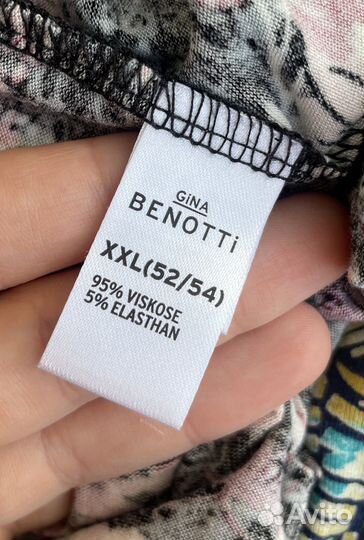 GiNA
BENOTTi
XXL(52/54)
95% VISKOSE
5% ELASTHAN
Avito